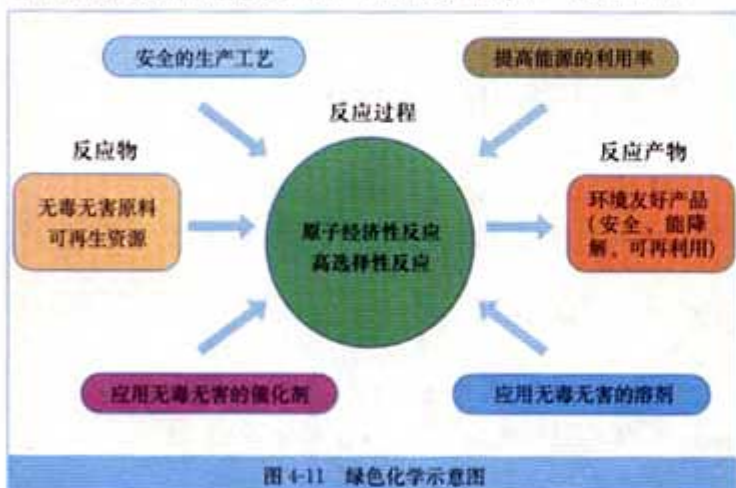 安全的生产工艺
提高能源的利用率
反应过程
反应物
反应产物
无毒无害原料
可再生资源
原子经济性反应
高选择性反应
环境友好产品
(安全、能降
解、可再利用)
应用无毒无害的催化剂
应用无毒无害的溶剂
图 4-11 绿色化学示意图